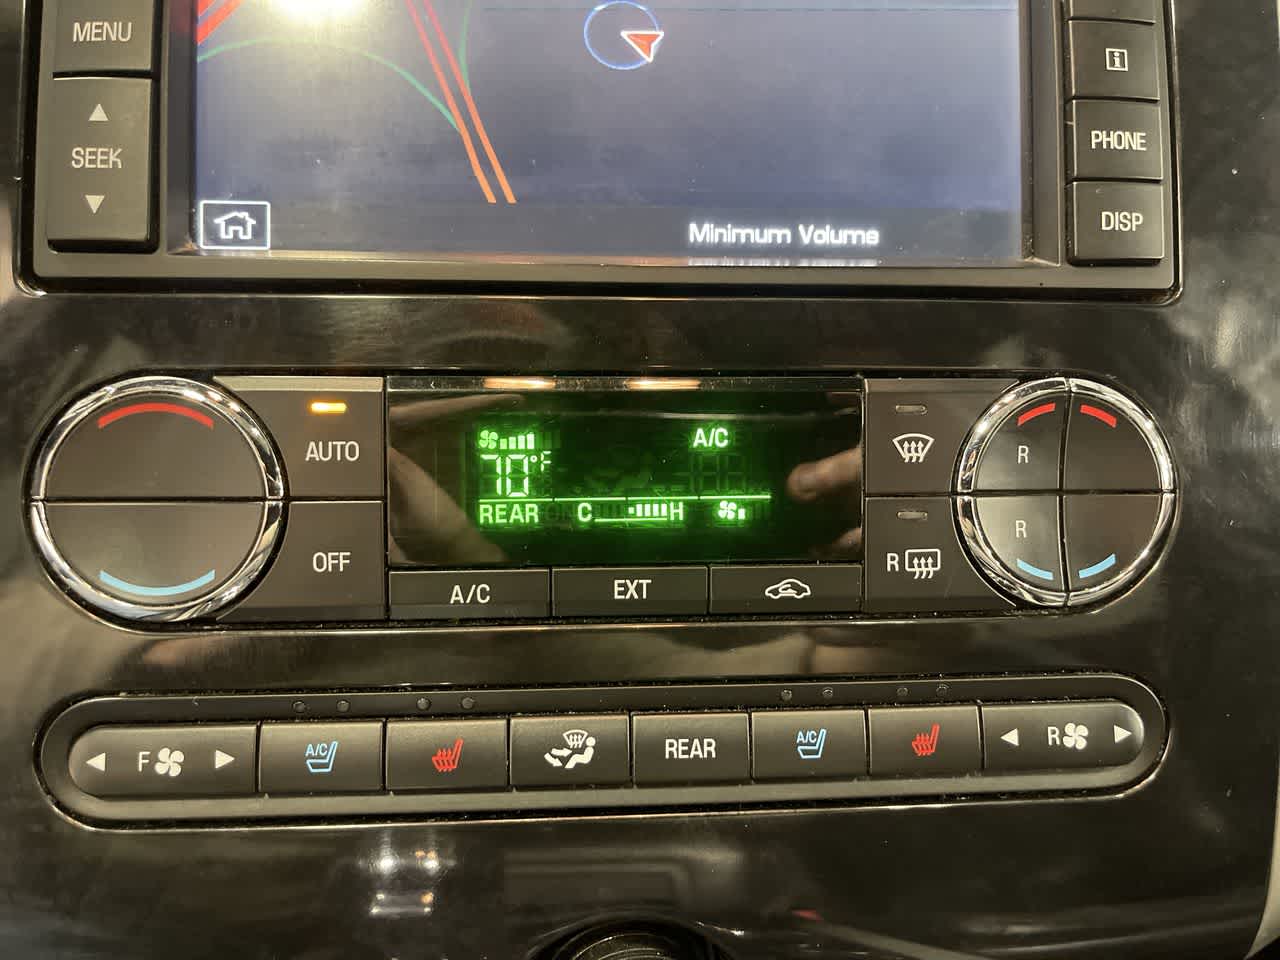 MENU
SEEK
PHONE
DISP
Minimum Volume
AUTO
OFF
A/C
70°F
REAR C H
A/C
EXT
R
R
R
F
A/C
REAR
A/C
R